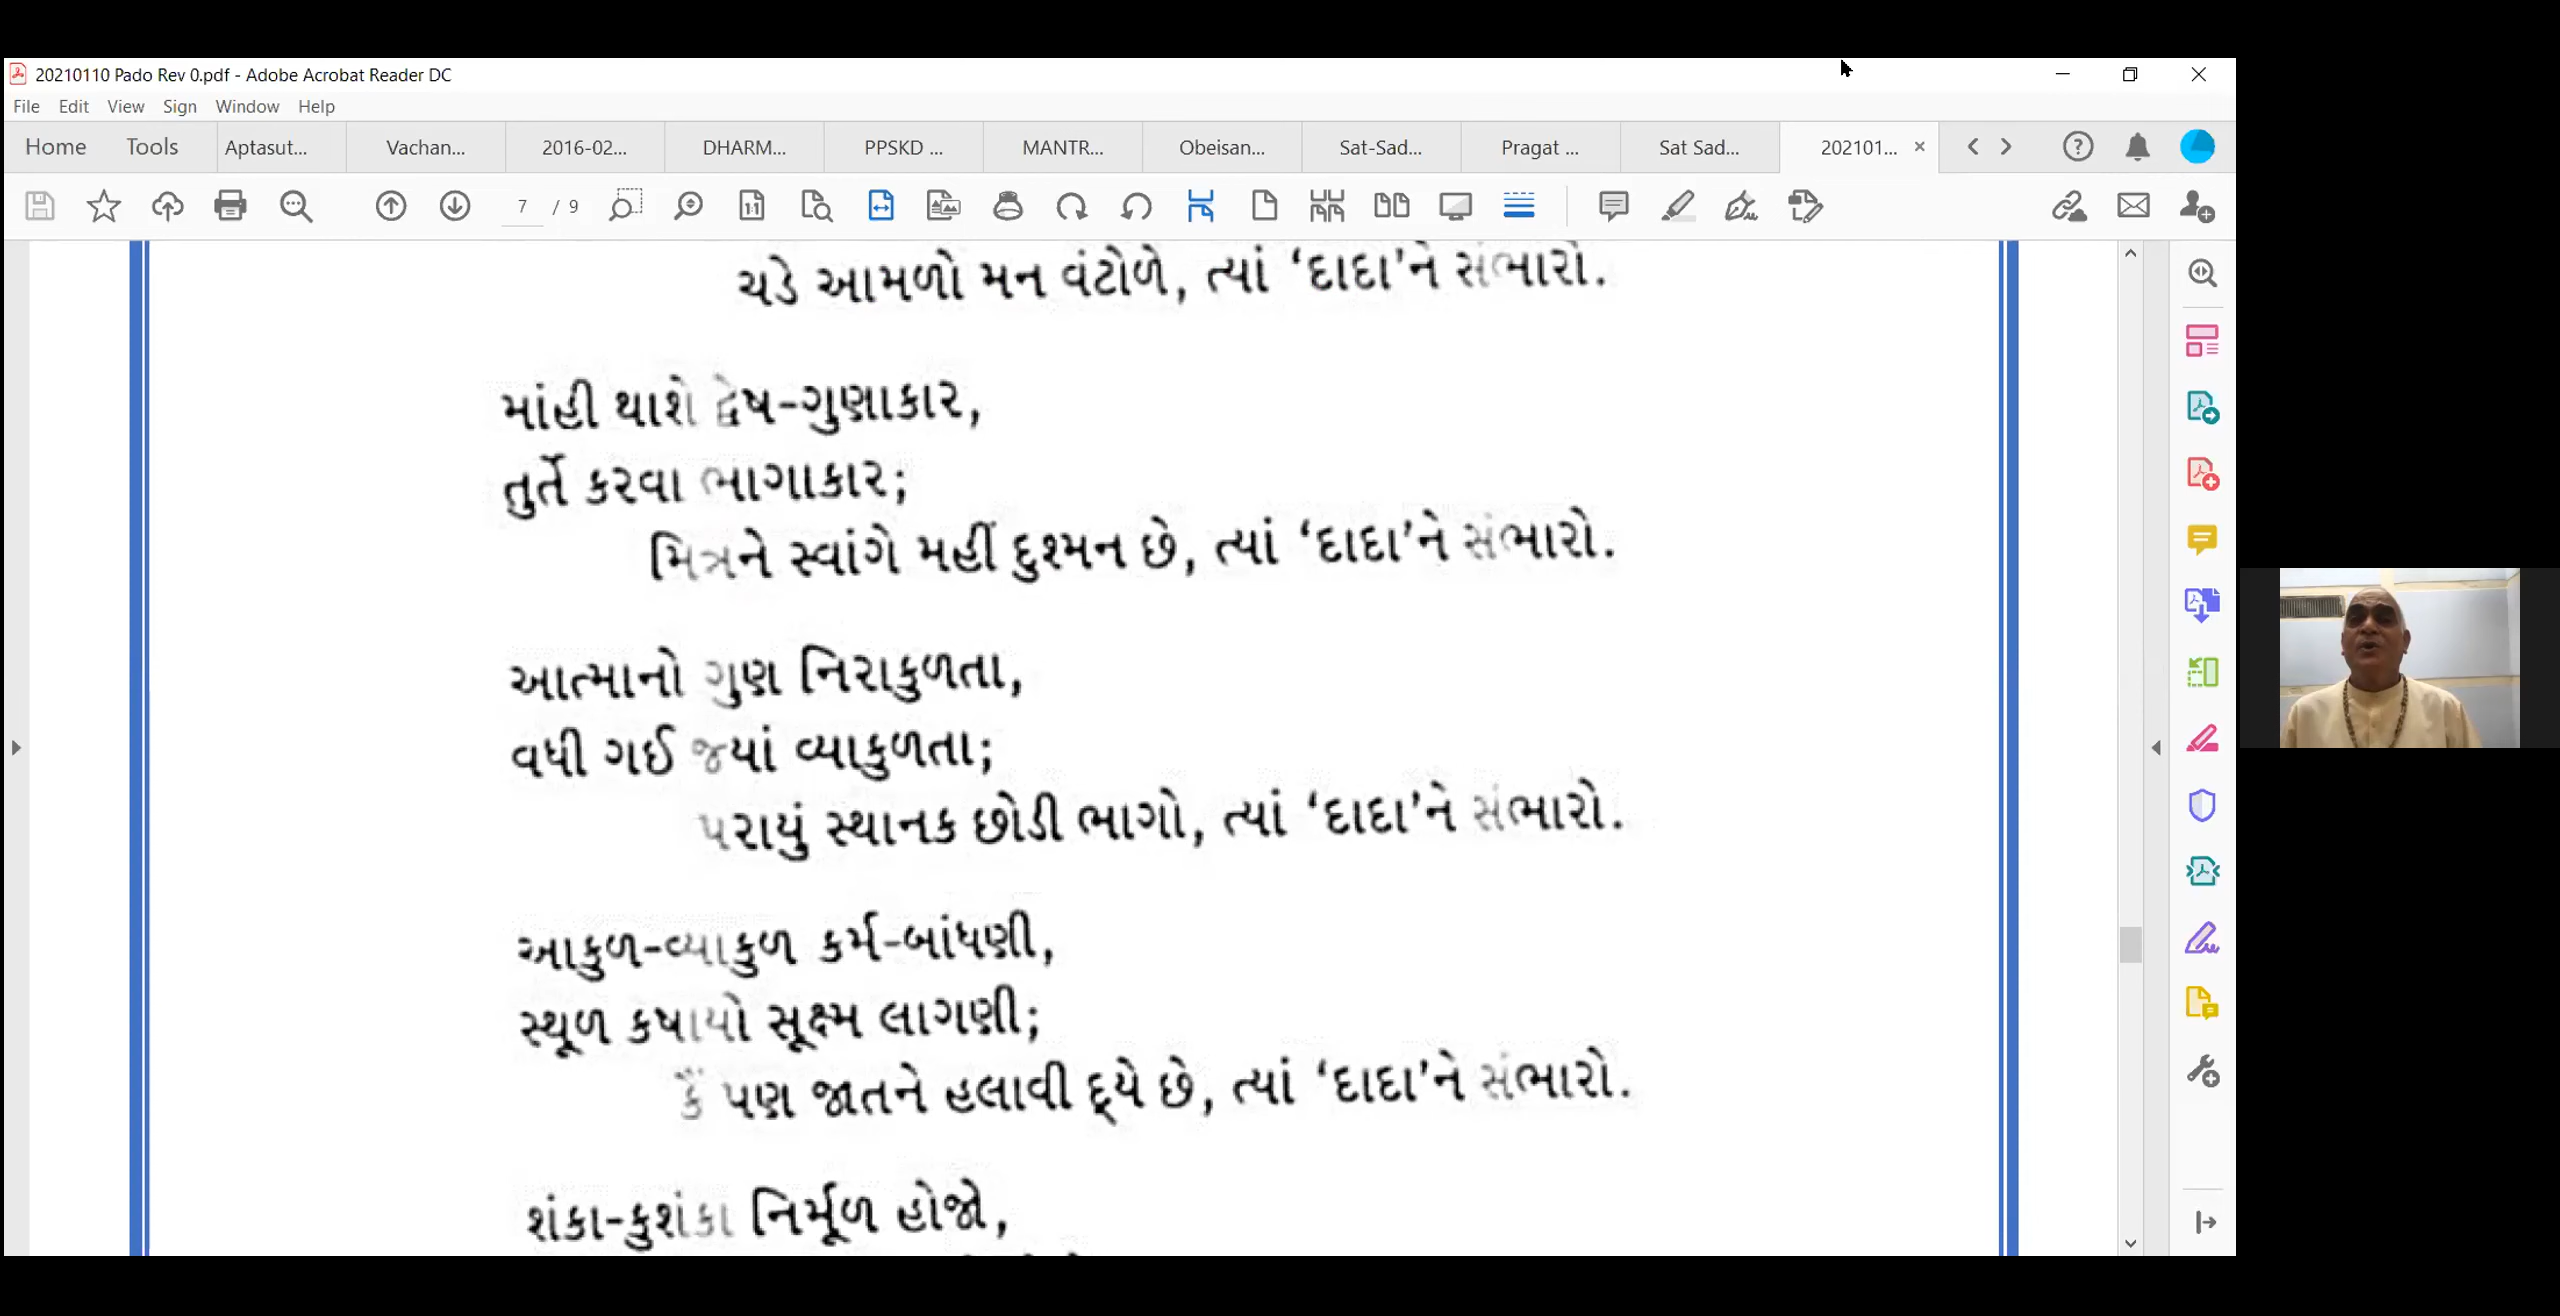 20210110 Pado Rev 0.pdf - Adobe Acrobat Reader DC
File Edit View Sign Window Help
Home Tools Aptasut... Vachan... 2016-02... DHARM... PPSKD ... MANTR... Obeisan... Sat-Sad... Pragat ... Sat Sad... 202101...
7 / 9
ચડે આમળો મન વંટોળે, ત્યાં ‘દાદા’ને સંભારો.
માંહી થાશે દ્વેષ-ગુણાકાર,
તુર્તે કરવા ભાગાકાર;
મિત્રને સ્વાંગે મહીં દુશ્મન છે, ત્યાં ‘દાદા’ને સંભારો.
આત્માનો ગુણ નિરાકુળતા,
વધી ગઈ જ્યાં વ્યાકુળતા;
પરાયું સ્થાનક છોડી ભાગો, ત્યાં ‘દાદા’ને સંભારો.
આકુળ-વ્યાકુળ કર્મ-બાંધણી,
સ્થૂળ કષાયો સૂક્ષ્મ લાગણી;
કૈં પણ જાતને હલાવી દ્યે છે, ત્યાં ‘દાદા’ને સંભારો.
શંકા-કુશંકા નિર્મૂળ હોજો,